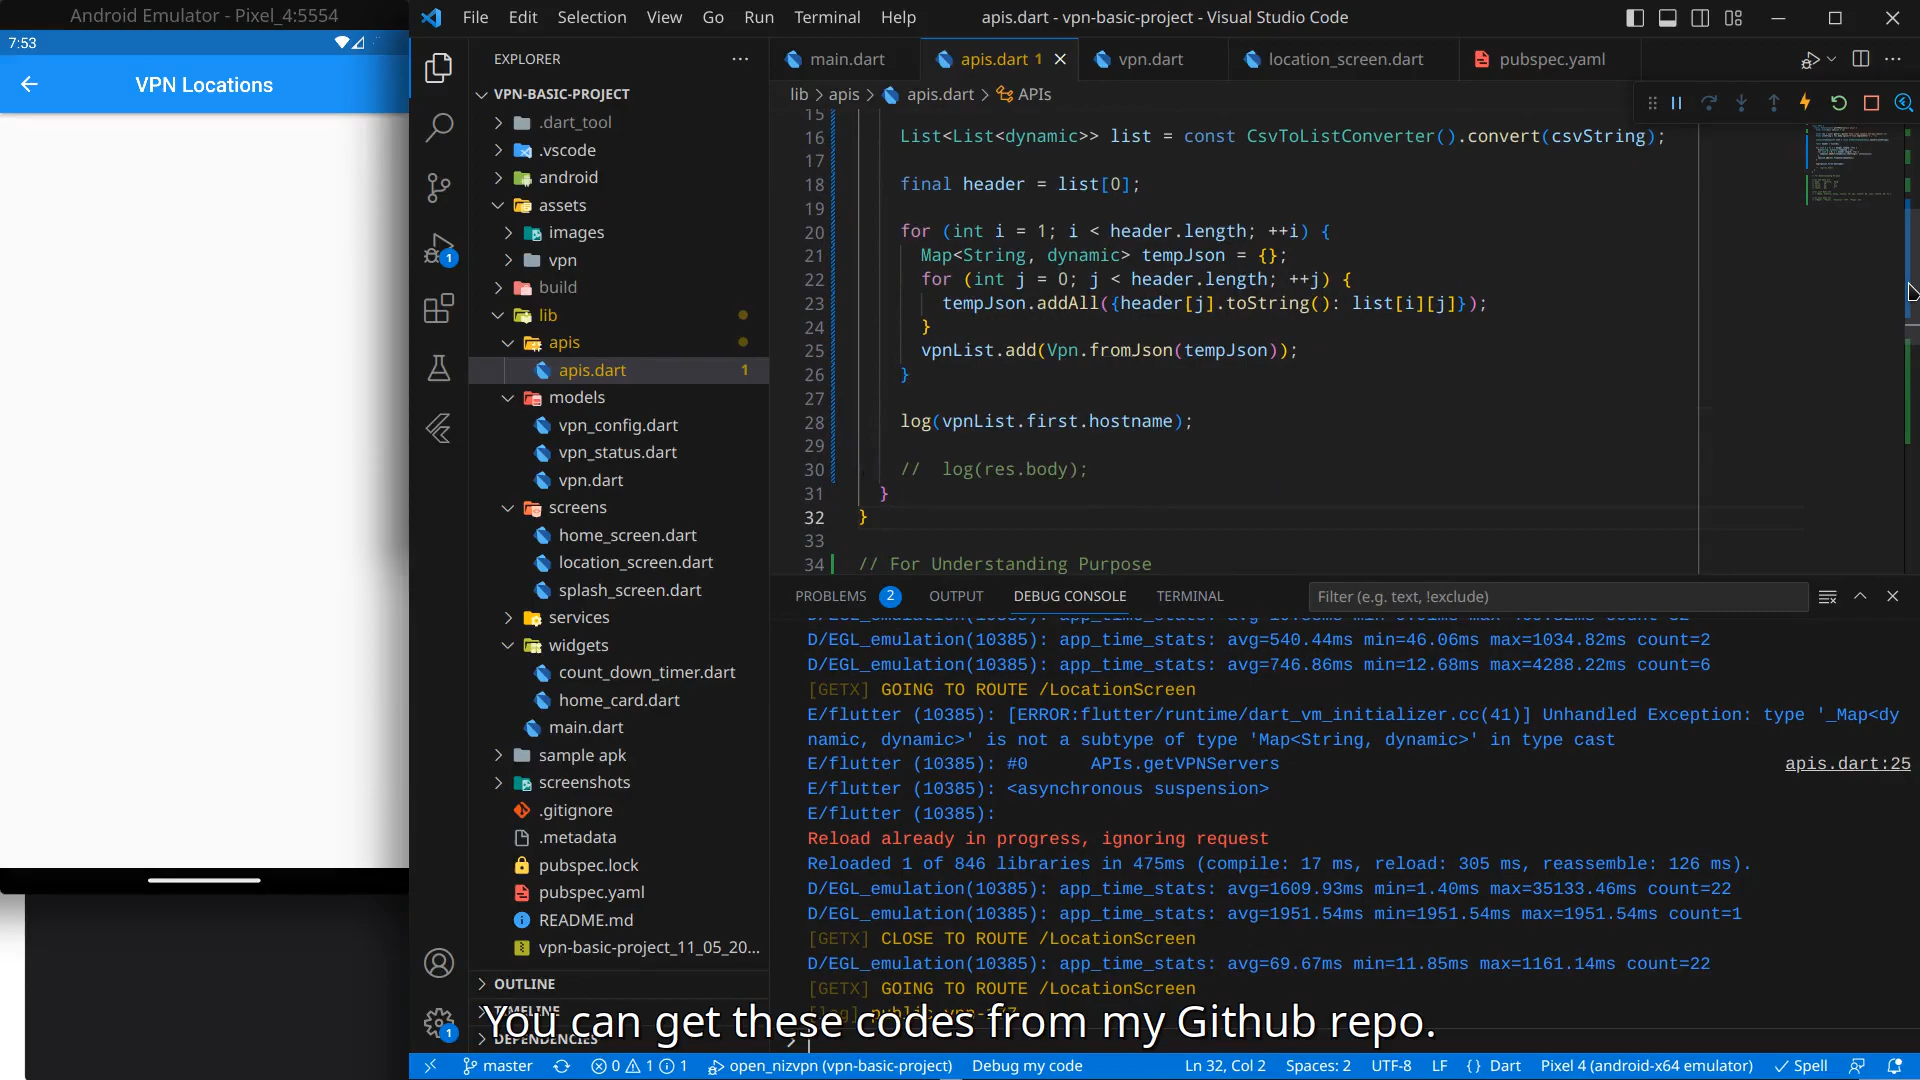 Android Emulator - Pixel_4:5554
7:53
VPN Locations
File Edit Selection View Go Run Terminal Help
apis.dart - vpn-basic-project - Visual Studio Code
EXPLORER
main.dart
apis.dart 1
vpn.dart
location_screen.dart
pubspec.yaml
lib > apis > apis.dart > APIs
VPN-BASIC-PROJECT
.dart_tool
.vscode
android
assets
images
vpn
build
lib
apis
apis.dart 1
models
vpn_config.dart
vpn_status.dart
vpn.dart
screens
home_screen.dart
location_screen.dart
splash_screen.dart
services
widgets
count_down_timer.dart
home_card.dart
main.dart
sample apk
screenshots
.gitignore
.metadata
pubspec.lock
pubspec.yaml
README.md
vpn-basic-project_11_05_20...
OUTLINE
TIMELINE
DEPENDENCIES
1
1
15
16 List<List<dynamic>> list = const CsvToListConverter().convert(csvString);
17
18 final header = list[0];
19
20 for (int i = 1; i < header.length; ++i) {
21 Map<String, dynamic> tempJson = {};
22 for (int j = 0; j < header.length; ++j) {
23 tempJson.addAll({header[j].toString(): list[i][j]});
24 }
25 vpnList.add(Vpn.fromJson(tempJson));
26 }
27
28 log(vpnList.first.hostname);
29
30 // log(res.body);
31 }
32 }
33
34 // For Understanding Purpose
PROBLEMS 2 OUTPUT DEBUG CONSOLE TERMINAL
Filter (e.g. text, !exclude)
D/EGL_emulation(10385): app_time_stats: avg=540.44ms min=46.06ms max=1034.82ms count=2
D/EGL_emulation(10385): app_time_stats: avg=746.86ms min=12.68ms max=4288.22ms count=6
[GETX] GOING TO ROUTE /LocationScreen
E/flutter (10385): [ERROR:flutter/runtime/dart_vm_initializer.cc(41)] Unhandled Exception: type '_Map<dy
namic, dynamic>' is not a subtype of type 'Map<String, dynamic>' in type cast
E/flutter (10385): #0 APIs.getVPNServers apis.dart:25
E/flutter (10385): <asynchronous suspension>
E/flutter (10385):
Reload already in progress, ignoring request
Reloaded 1 of 846 libraries in 475ms (compile: 17 ms, reload: 305 ms, reassemble: 126 ms).
D/EGL_emulation(10385): app_time_stats: avg=1609.93ms min=1.40ms max=35133.46ms count=22
D/EGL_emulation(10385): app_time_stats: avg=1951.54ms min=1951.54ms max=1951.54ms count=1
[GETX] CLOSE TO ROUTE /LocationScreen
D/EGL_emulation(10385): app_time_stats: avg=69.67ms min=11.85ms max=1161.14ms count=22
[GETX] GOING TO ROUTE /LocationScreen
You can get these codes from my Github repo.
master 0 1 1 open_nizvpn (vpn-basic-project) Debug my code
Ln 32, Col 2 Spaces: 2 UTF-8 LF { } Dart Pixel 4 (android-x64 emulator) Spell